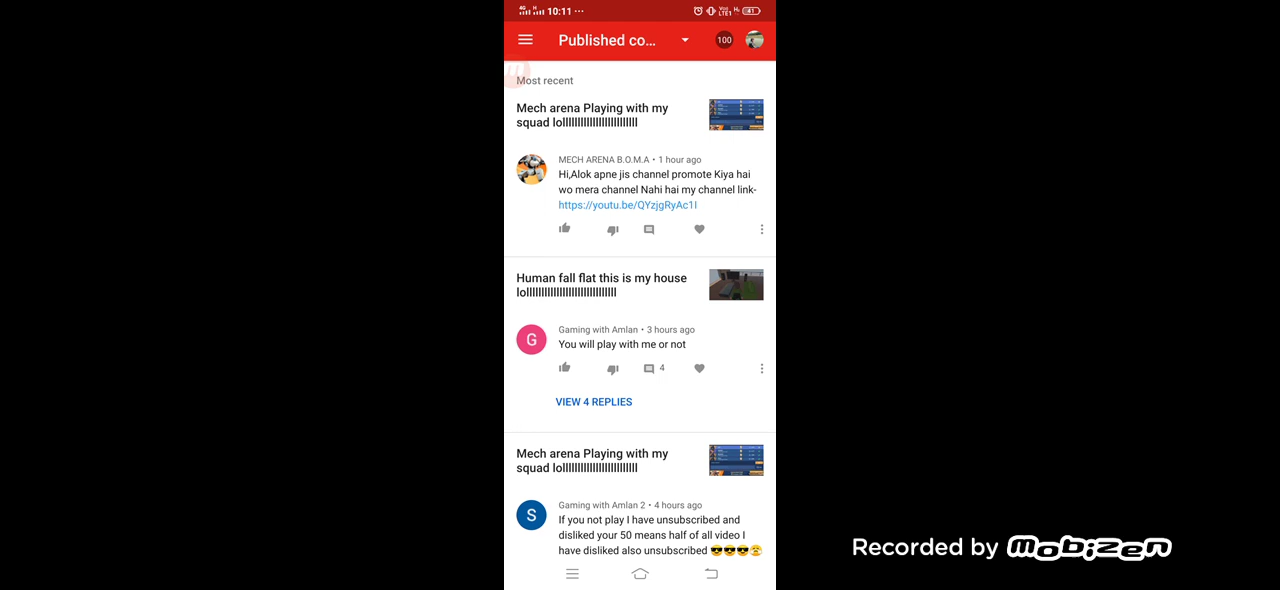 4G H 10:11 ...
Published co... 100
Most recent
Mech arena Playing with my
squad lolllllllllllllllllllllllll
MECH ARENA B.O.M.A • 1 hour ago
Hi,Alok apne jis channel promote Kiya hai
wo mera channel Nahi hai my channel link-
https://youtu.be/QYzjgRyAc1I
Human fall flat this is my house
lolllllllllllllllllllllllllllll
G
Gaming with Amlan • 3 hours ago
You will play with me or not
4
VIEW 4 REPLIES
Mech arena Playing with my
squad lolllllllllllllllllllllllll
S
Gaming with Amlan 2 • 4 hours ago
If you not play I have unsubscribed and
disliked your 50 means half of all video I
have disliked also unsubscribed 😎😎😎😤
Recorded by mobizen